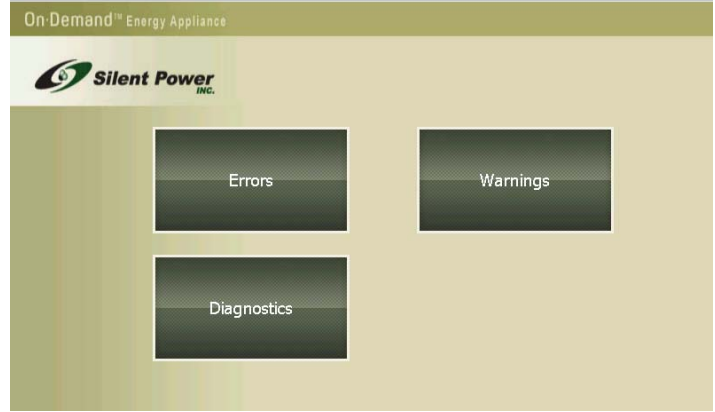 On·Demand™ Energy Appliance
Silent Power
INC.
Errors
Warnings
Diagnostics